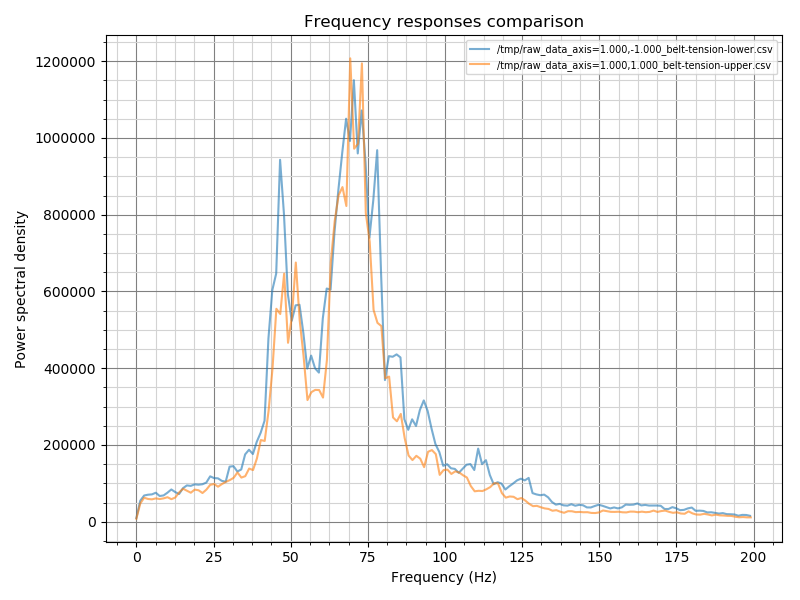 Frequency responses comparison
/tmp/raw_data_axis=1.000,-1.000_belt-tension-lower.csv
/tmp/raw_data_axis=1.000,1.000_belt-tension-upper.csv
Power spectral density
1200000
1000000
800000
600000
400000
200000
0
0 25 50 75 100 125 150 175 200
Frequency (Hz)